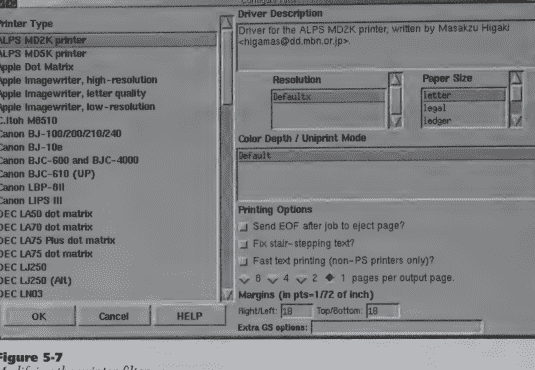 Printer Type
ALPS MD2K printer
ALPS MD5K printer
Apple Dot Matrix
Apple Imagewriter, high-resolution
Apple Imagewriter, letter quality
Apple Imagewriter, low-resolution
C.Itoh M8510
Canon BJ-100/200/210/240
Canon BJ-10e
Canon BJC-600 and BJC-4000
Canon BJC-610 (UP)
Canon LBP-8II
Canon LIPS III
DEC LA50 dot matrix
DEC LA70 dot matrix
DEC LA75 Plus dot matrix
DEC LA75 dot matrix
DEC LJ250
DEC LJ250 (Alt)
DEC LN03
OK
Cancel
HELP
Driver Description
Driver for the ALPS MD2K printer, written by Masakzu Higaki
<higamas@dd.mbn.or.jp>.
Resolution
Defaultx
Paper Size
letter
legal
ledger
Color Depth / Uniprint Mode
Default
Printing Options
Send EOF after job to eject page?
Fix stair-stepping text?
Fast text printing (non-PS printers only)?
8 4 2 1 pages per output page.
Margins (in pts=1/72 of inch)
Right/Left: 18 Top/Bottom: 18
Extra GS options:
Figure 5-7